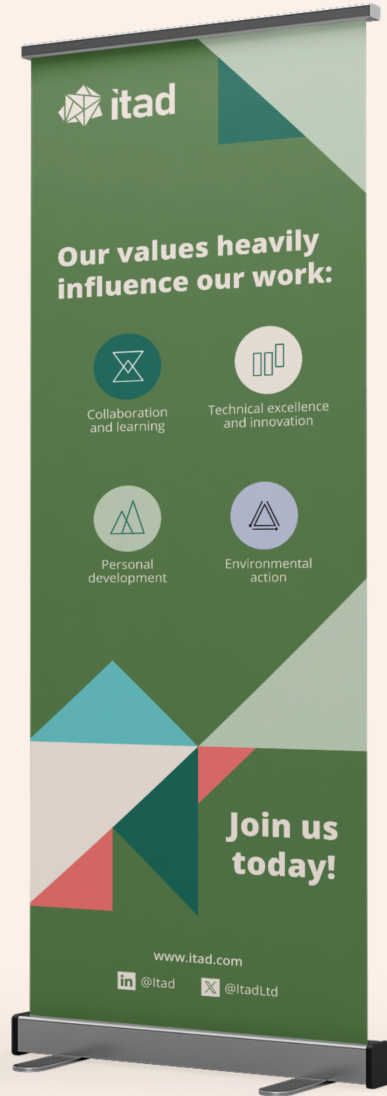 itad
Our values heavily
influence our work:
Collaboration
and learning
Technical excellence
and innovation
Personal
development
Environmental
action
Join us
today!
www.itad.com
in @Itad X @ItadLtd